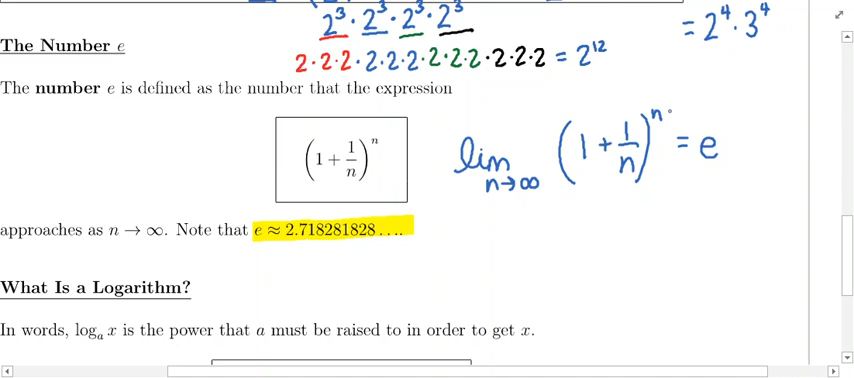 2³ · 2³ · 2³ · 2³
= 2⁴ · 3⁴
2·2·2 · 2·2·2 · 2·2·2 · 2·2·2 = 2¹²
The Number e
The number e is defined as the number that the expression
(1 + 1/n)ⁿ
lim n→∞ (1 + 1/n)ⁿ = e
approaches as n → ∞. Note that e ≈ 2.718281828....
What Is a Logarithm?
In words, logₐ x is the power that a must be raised to in order to get x.